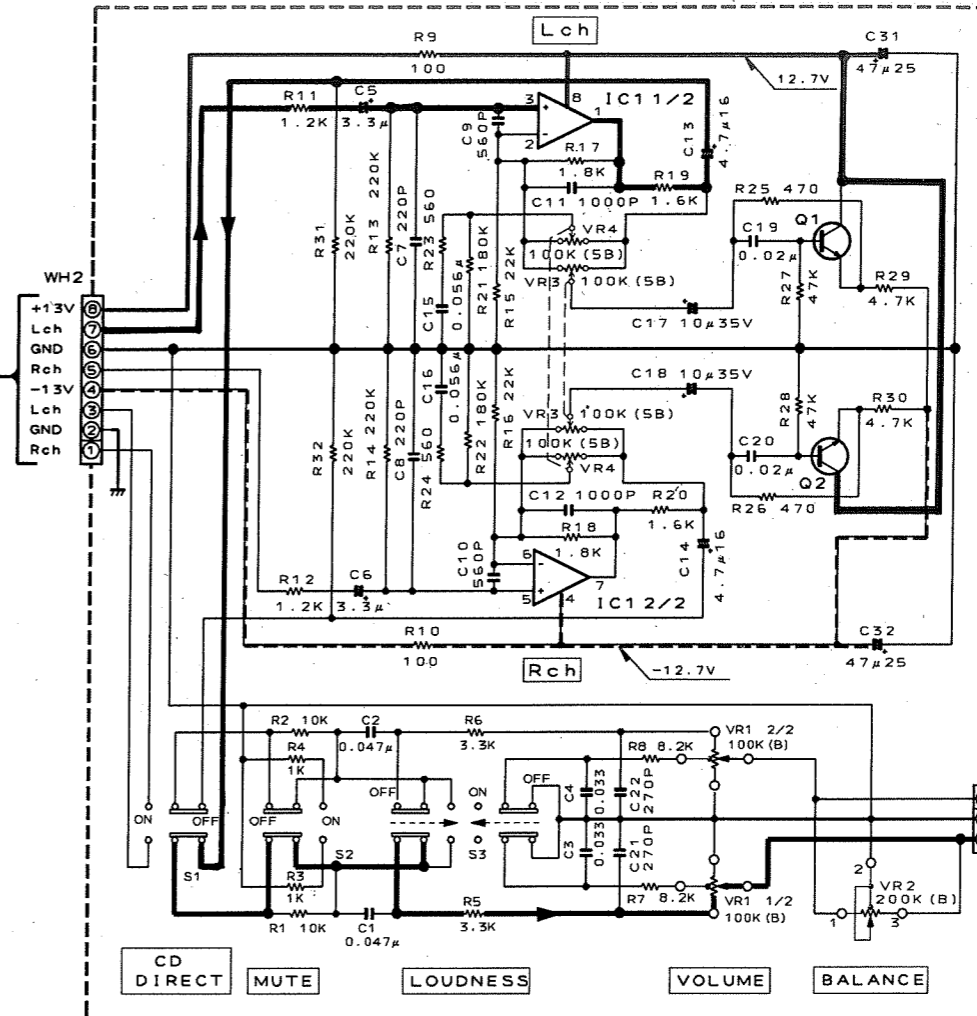 Lch
R9
100
C31
47μ25
12.7V
R11
1.2K
C5
3.3μ
3
2
8
1
IC1 1/2
C9
560P
R17
1.8K
C11 1000P
R19
1.6K
C13
4.7μ16
R31
220K
R13 220K
C7 220P
R23 560
C15
0.056μ
R21 180K
R15 22K
VR4
100K (5B)
VR3
100K (5B)
C17 10μ35V
R25 470
C19
0.02μ
Q1
R27
47K
R29
4.7K
WH2
+13V
8
Lch
7
GND
6
Rch
5
-13V
4
Lch
3
GND
2
Rch
1
R32
220K
R14 220K
C8 220P
R24 560
C16
0.056μ
R22 180K
R16 22K
VR3
100K (5B)
100K (5B)
VR4
C18 10μ35V
R28
47K
R30
4.7K
C20
0.02μ
Q2
R26 470
C12 1000P
R20
1.6K
R18
1.8K
C14
4.7μ16
C10
560P
6
5
7
4
IC1 2/2
R12
1.2K
C6
3.3μ
R10
100
Rch
-12.7V
C32
47μ25
R2 10K
C2
0.047μ
R6
3.3K
R4
1K
R8 8.2K
VR1 2/2
100K (B)
ON
OFF
OFF
ON
OFF
ON
OFF
C4
0.033
C22
270P
S1
S2
S3
C3
0.033
C21
270P
R3
1K
R1
10K
C1
0.047μ
R5
3.3K
R7
8.2K
VR1 1/2
100K (B)
2
VR2
200K (B)
1
3
CD
DIRECT
MUTE
LOUDNESS
VOLUME
BALANCE